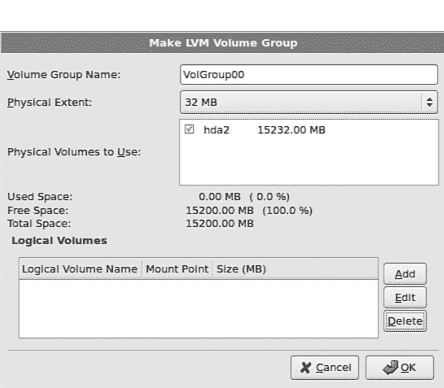 Make LVM Volume Group
Volume Group Name: VolGroup00
Physical Extent: 32 MB
Physical Volumes to Use: hda2 15232.00 MB
Used Space: 0.00 MB ( 0.0 %)
Free Space: 15200.00 MB (100.0 %)
Total Space: 15200.00 MB
Logical Volumes
Logical Volume Name Mount Point Size (MB)
Add
Edit
Delete
Cancel OK